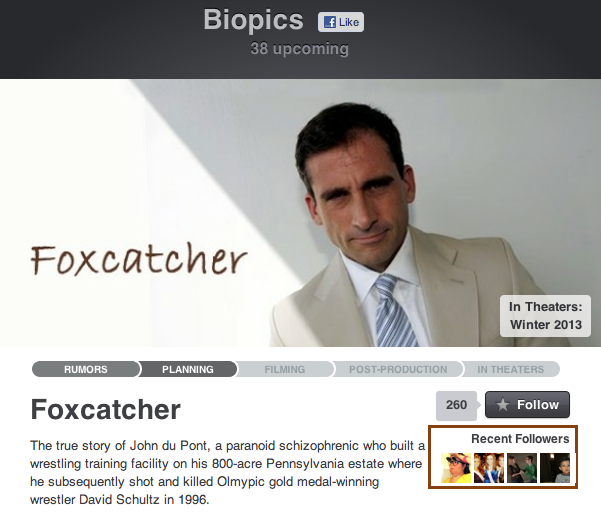 Biopics
Like
38 upcoming
Foxcatcher
In Theaters:
Winter 2013
RUMORS
PLANNING
FILMING
POST-PRODUCTION
IN THEATERS
Foxcatcher
260
Follow
Recent Followers
The true story of John du Pont, a paranoid schizophrenic who built a
wrestling training facility on his 800-acre Pennsylvania estate where
he subsequently shot and killed Olmypic gold medal-winning
wrestler David Schultz in 1996.